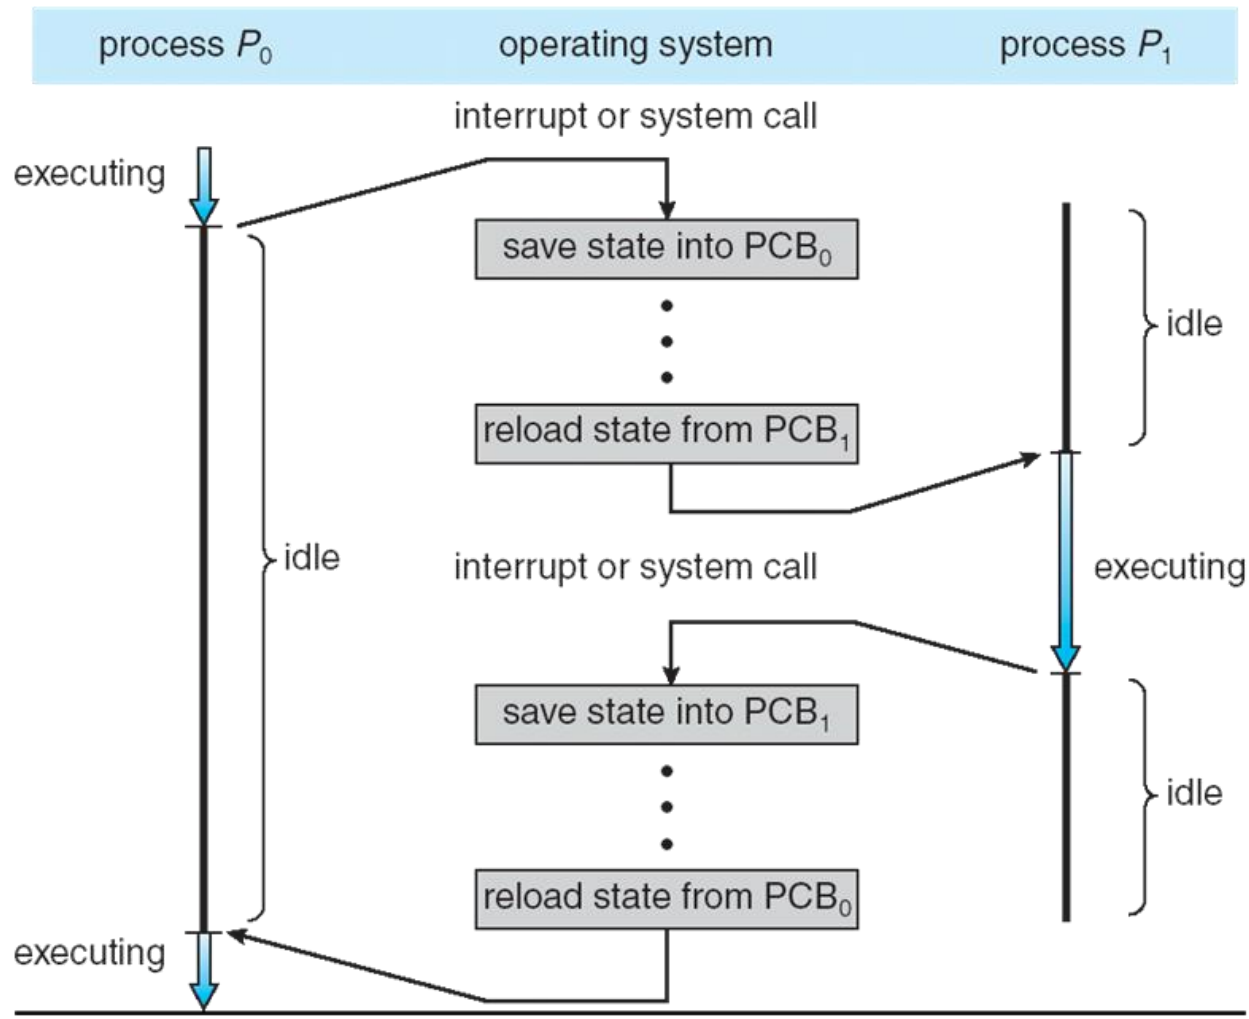 process P₀ operating system process P₁
interrupt or system call
executing
save state into PCB₀
idle
reload state from PCB₁
idle
interrupt or system call
executing
save state into PCB₁
idle
reload state from PCB₀
executing